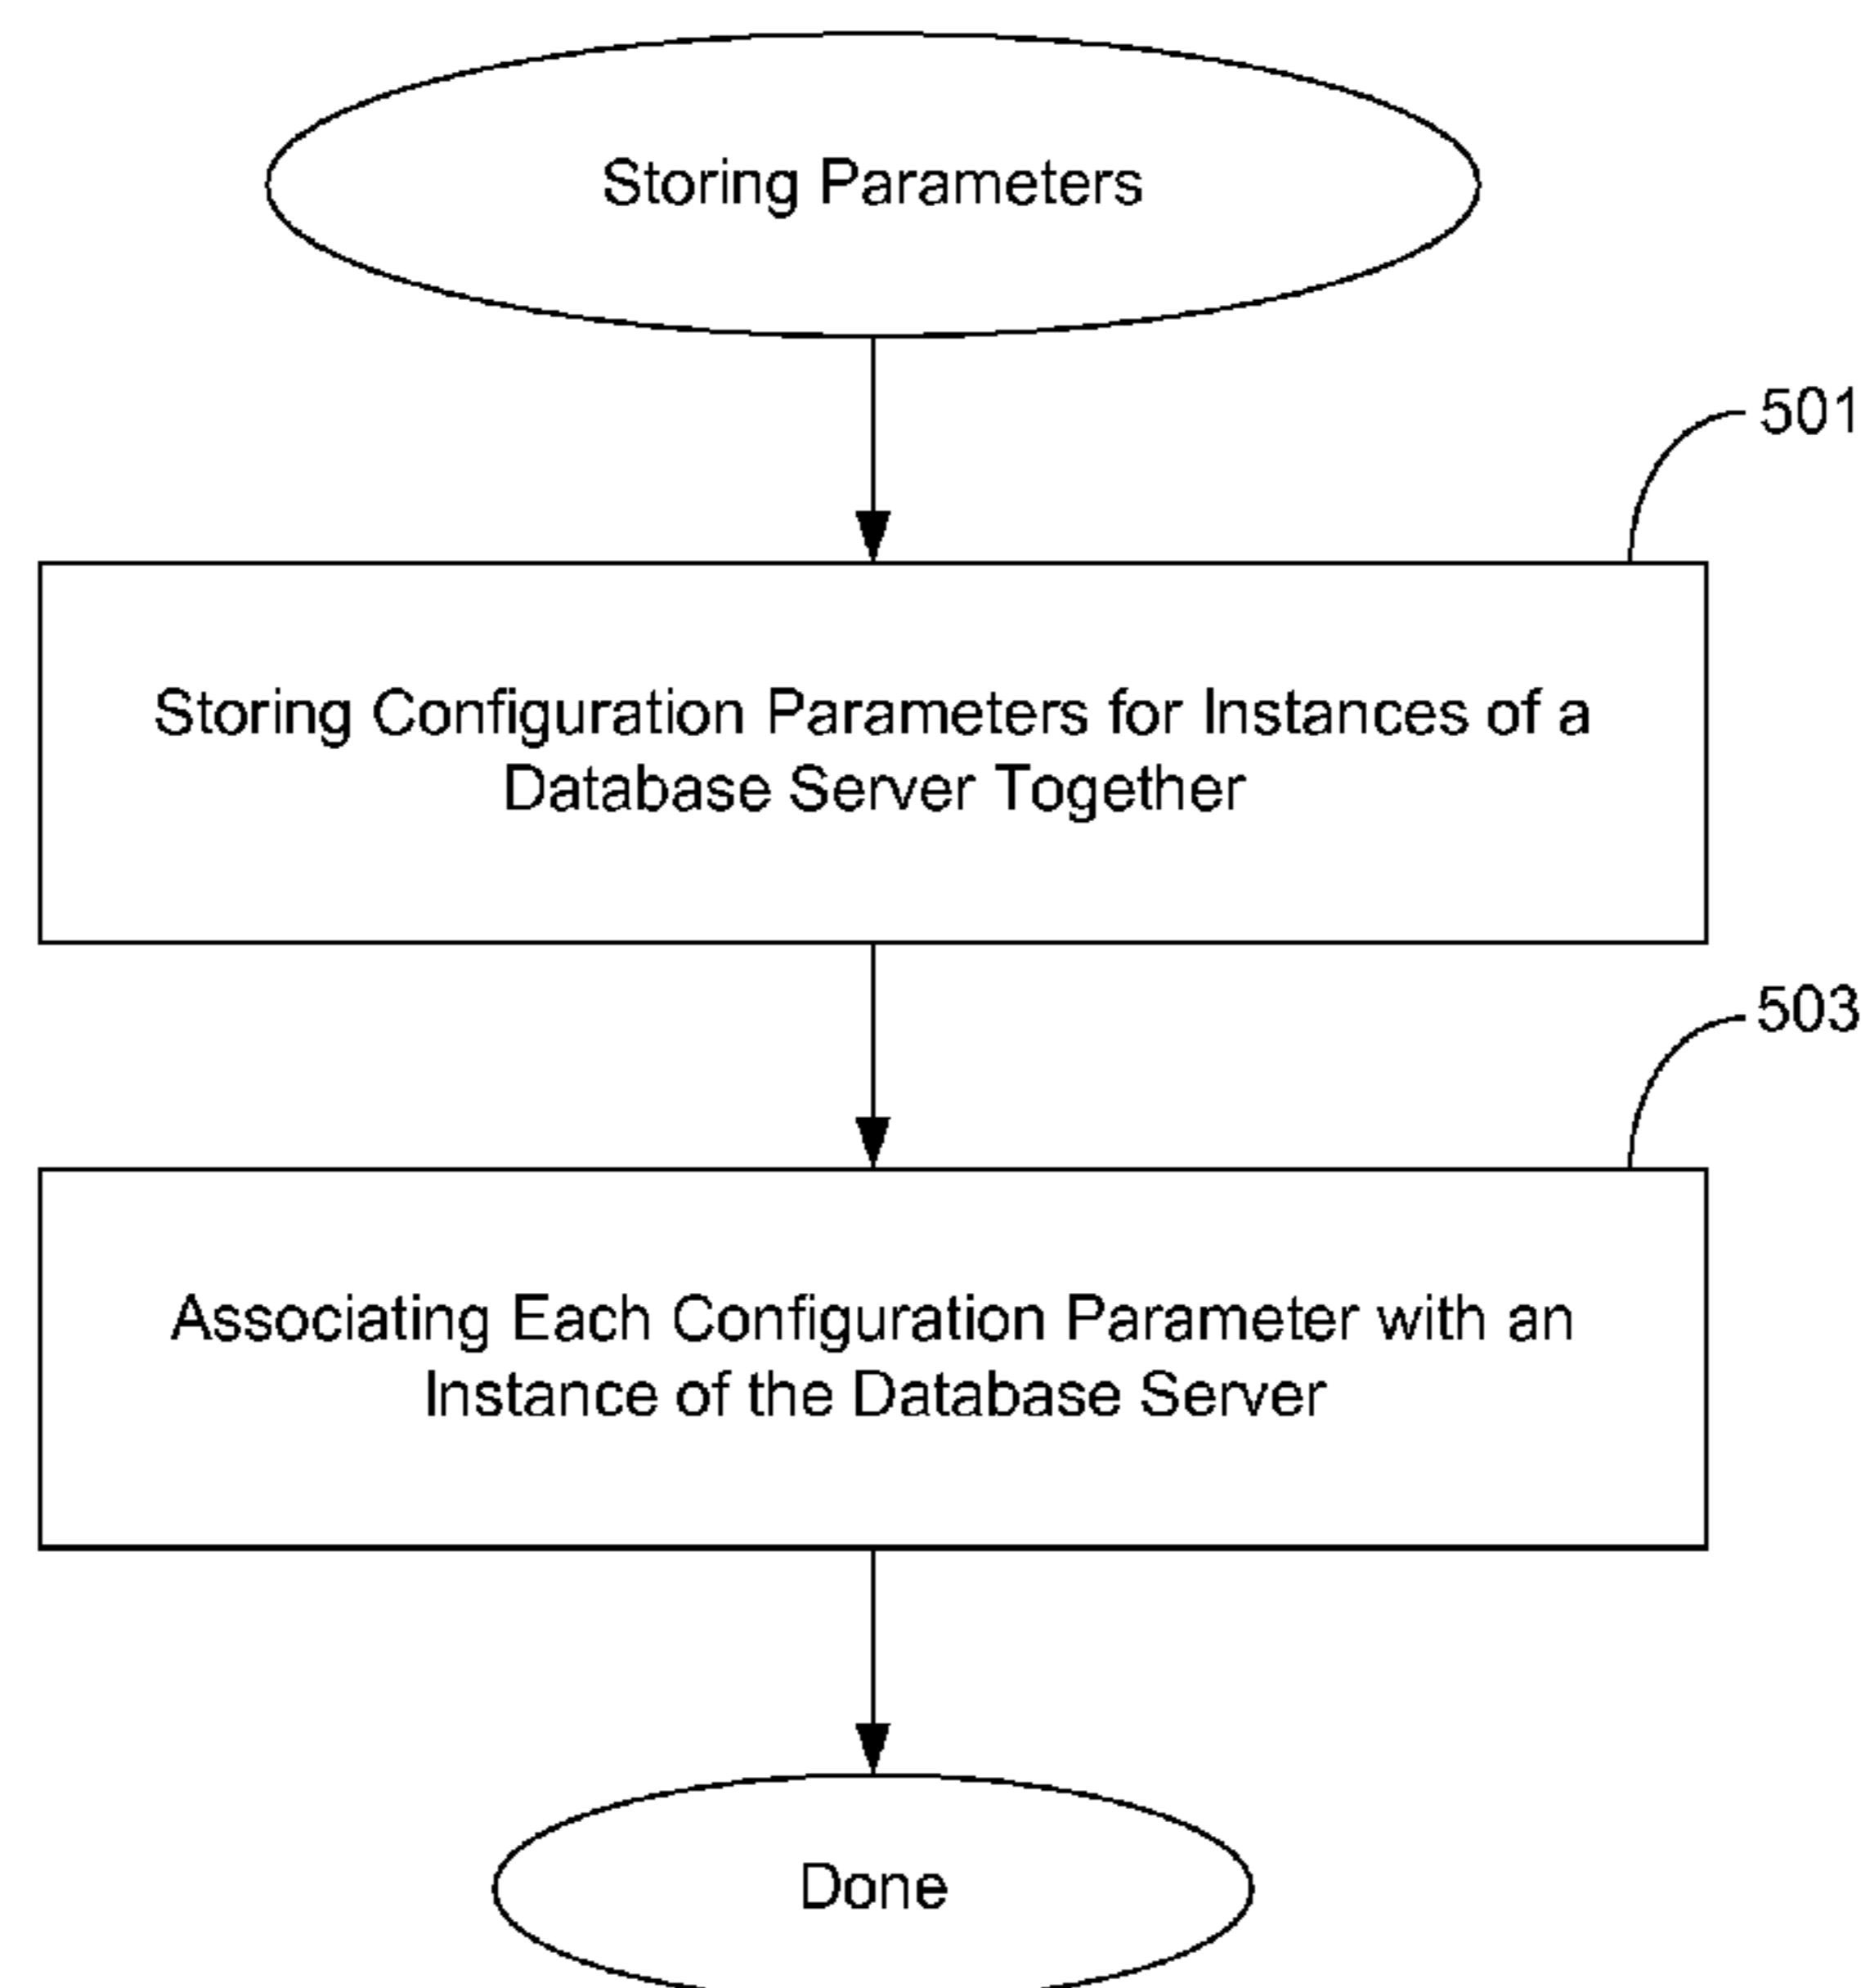 Storing Parameters
501
Storing Configuration Parameters for Instances of a
Database Server Together
503
Associating Each Configuration Parameter with an
Instance of the Database Server
Done